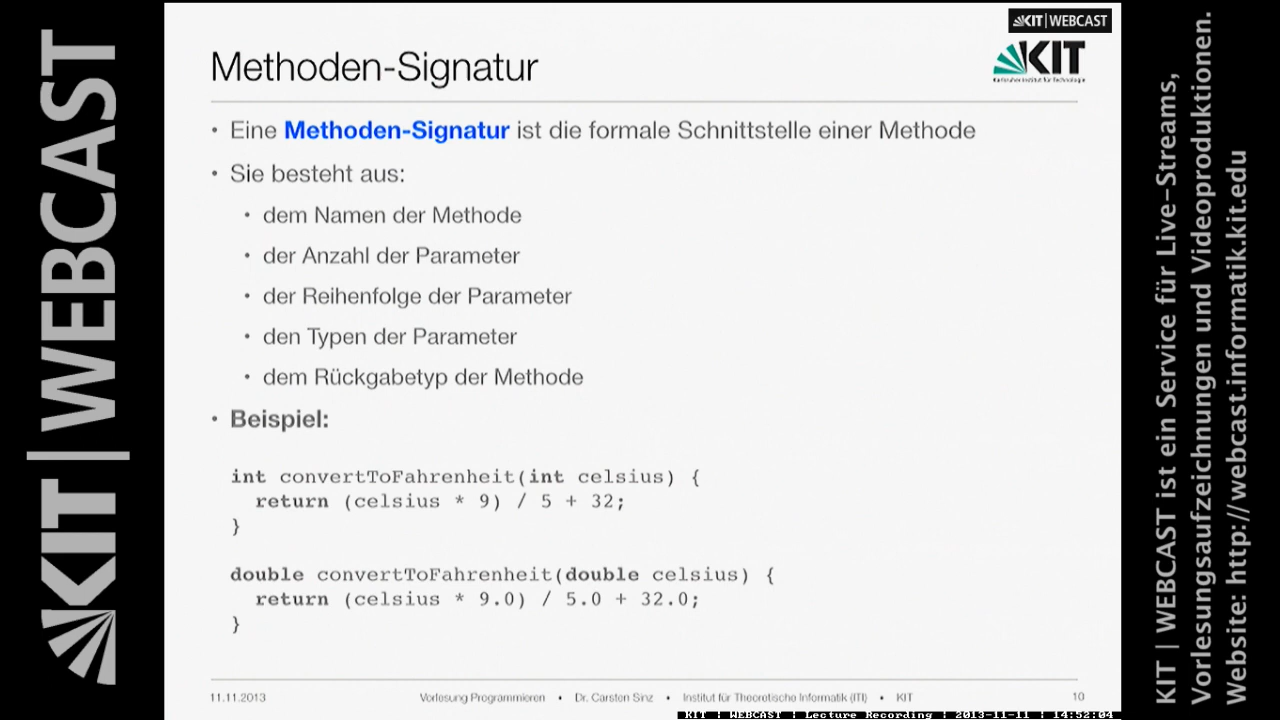 KIT | WEBCAST
KIT | WEBCAST
KIT
Karlsruher Institut für Technologie
Methoden-Signatur
• Eine Methoden-Signatur ist die formale Schnittstelle einer Methode
• Sie besteht aus:
• dem Namen der Methode
• der Anzahl der Parameter
• der Reihenfolge der Parameter
• den Typen der Parameter
• dem Rückgabetyp der Methode
• Beispiel:
int convertToFahrenheit(int celsius) {
return (celsius * 9) / 5 + 32;
}
double convertToFahrenheit(double celsius) {
return (celsius * 9.0) / 5.0 + 32.0;
}
11.11.2013 Vorlesung Programmieren • Dr. Carsten Sinz • Institut für Theoretische Informatik (ITI) • KIT 10
KIT | WEBCAST | Lecture Recording | 2013-11-11 | 14:52:04
KIT | WEBCAST ist ein Service für Live-Streams,
Vorlesungsaufzeichnungen und Videoproduktionen.
Website: http://webcast.informatik.kit.edu